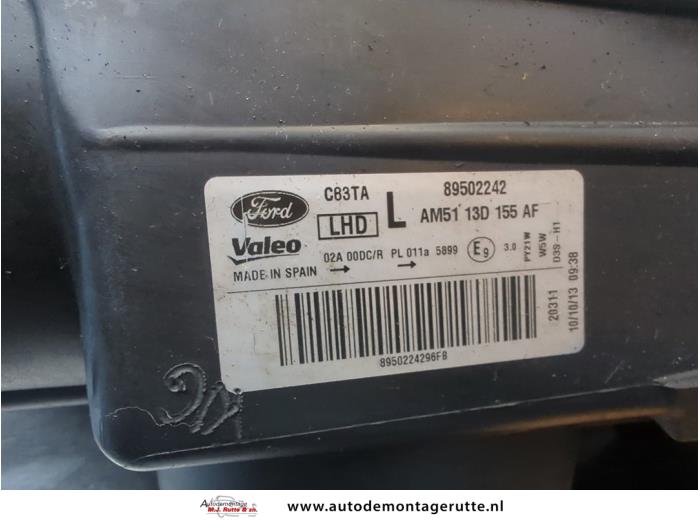 Ford
C83TA
L
89502242
LHD
AM51 13D 155 AF
Valeo
02A 00DC/R PL 011a 5899
E9
3.0
PY21W
W5W
D3S-H1
MADE IN SPAIN
20311
10/10/13 09:38
8950224296FB
Autodemontage
M.J. Rutte & zn.
www.autodemontagerutte.nl